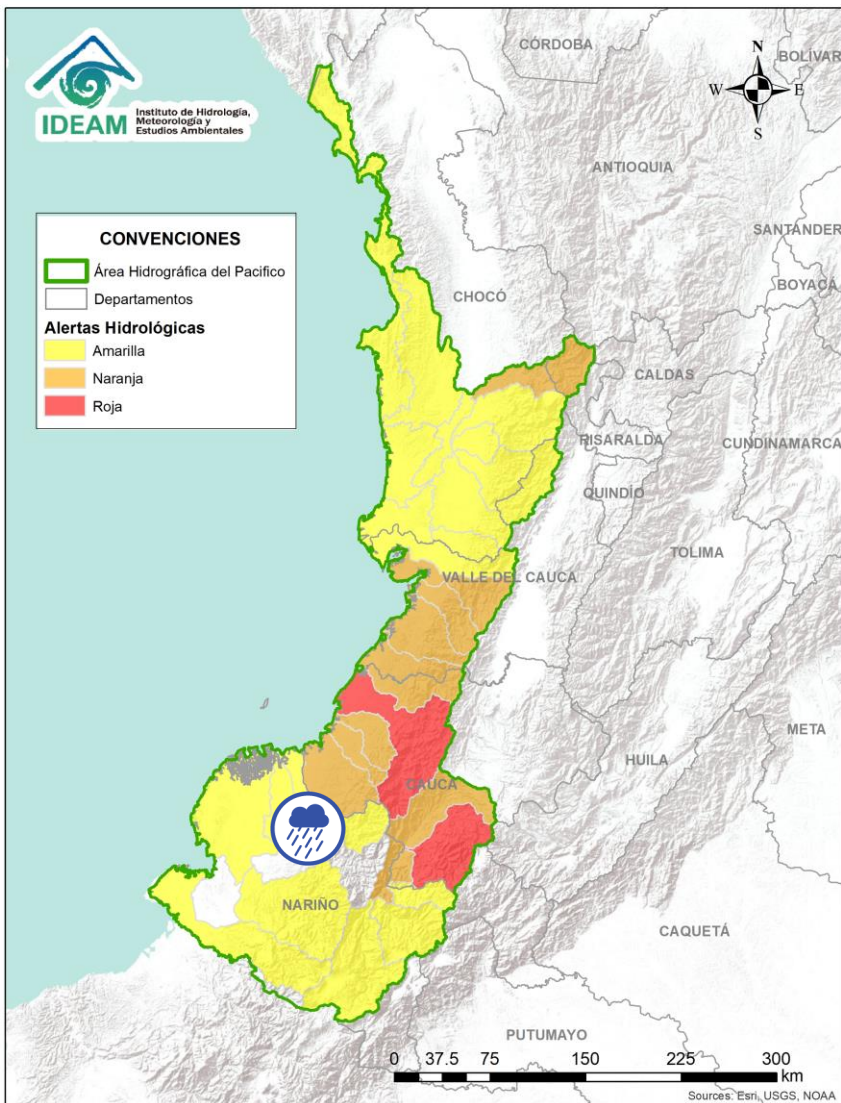 IDEAM
Instituto de Hidrología,
Meteorología y
Estudios Ambientales
CÓRDOBA
BOLÍVAR
N
W
E
S
ANTIOQUIA
SANTANDER
BOYACÁ
CONVENCIONES
Área Hidrográfica del Pacifico
Departamentos
Alertas Hidrológicas
Amarilla
Naranja
Roja
CHOCÓ
CALDAS
RISARALDA
CUNDINAMARCA
QUINDÍO
TOLIMA
VALLE DEL CAUCA
META
HUILA
CAUCA
NARIÑO
CAQUETÁ
PUTUMAYO
0 37.5 75 150 225 300
km
Sources: Esri, USGS, NOAA